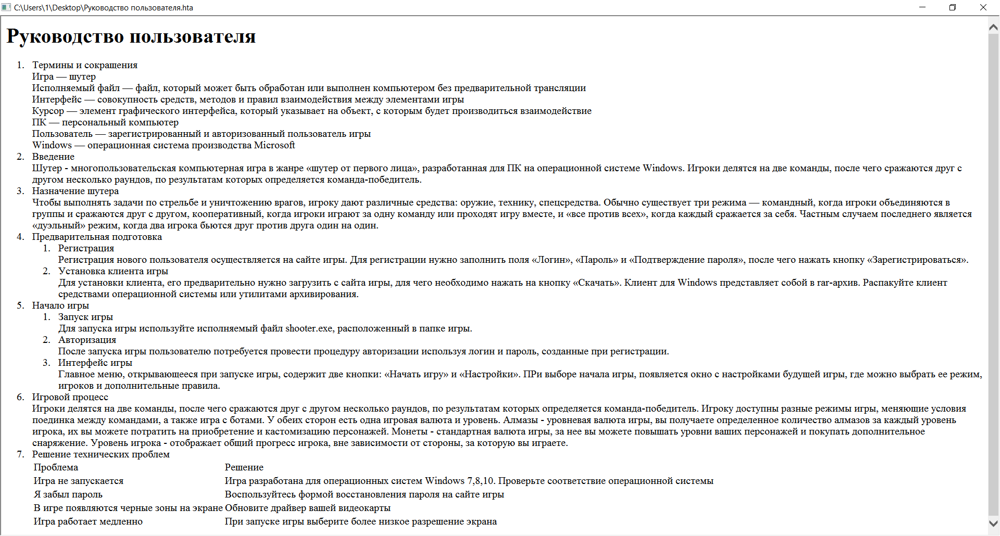 C:\Users\1\Desktop\Руководство пользователя.hta
Руководство пользователя
1. Термины и сокращения
Игра — шутер
Исполняемый файл — файл, который может быть обработан или выполнен компьютером без предварительной трансляции
Интерфейс — совокупность средств, методов и правил взаимодействия между элементами игры
Курсор — элемент графического интерфейса, который указывает на объект, с которым будет производиться взаимодействие
ПК — персональный компьютер
Пользователь — зарегистрированный и авторизованный пользователь игры
Windows — операционная система производства Microsoft
2. Введение
Шутер - многопользовательская компьютерная игра в жанре «шутер от первого лица», разработанная для ПК на операционной системе Windows. Игроки делятся на две команды, после чего сражаются друг с
другом несколько раундов, по результатам которых определяется команда-победитель.
3. Назначение шутера
Чтобы выполнять задачи по стрельбе и уничтожению врагов, игроку дают различные средства: оружие, технику, спецсредства. Обычно существует три режима — командный, когда игроки объединяются в
группы и сражаются друг с другом, кооперативный, когда игроки играют за одну команду или проходят игру вместе, и «все против всех», когда каждый сражается за себя. Частным случаем последнего является
«дуэльный» режим, когда два игрока бьются друг против друга один на один.
4. Предварительная подготовка
1. Регистрация
Регистрация нового пользователя осуществляется на сайте игры. Для регистрации нужно заполнить поля «Логин», «Пароль» и «Подтверждение пароля», после чего нажать кнопку «Зарегистрироваться».
2. Установка клиента игры
Для установки клиента, его предварительно нужно загрузить с сайта игры, для чего необходимо нажать на кнопку «Скачать». Клиент для Windows представляет собой в rar-архив. Распакуйте клиент
средствами операционной системы или утилитами архивирования.
5. Начало игры
1. Запуск игры
Для запуска игры используйте исполняемый файл shooter.exe, расположенный в папке игры.
2. Авторизация
После запуска игры пользователю потребуется провести процедуру авторизации используя логин и пароль, созданные при регистрации.
3. Интерфейс игры
Главное меню, открывающееся при запуске игры, содержит две кнопки: «Начать игру» и «Настройки». ПРи выборе начала игры, появляется окно с настройками будущей игры, где можно выбрать ее режим,
игроков и дополнительные правила.
6. Игровой процесс
Игроки делятся на две команды, после чего сражаются друг с другом несколько раундов, по результатам которых определяется команда-победитель. Игроку доступны разные режимы игры, меняющие условия
поединка между командами, а также игра с ботами. У обеих сторон есть одна игровая валюта и уровень. Алмазы - уровневая валюта игры, вы получаете определенное количество алмазов за каждый уровень
игрока, их вы можете потратить на приобретение и кастомизацию персонажей. Монеты - стандартная валюта игры, за нее вы можете повышать уровни ваших персонажей и покупать дополнительное
снаряжение. Уровень игрока - отображает общий прогресс игрока, вне зависимости от стороны, за которую вы играете.
7. Решение технических проблем
Проблема Решение
Игра не запускается Игра разработана для операционных систем Windows 7,8,10. Проверьте соответствие операционной системы
Я забыл пароль Воспользуйтесь формой восстановления пароля на сайте игры
В игре появляются черные зоны на экране Обновите драйвер вашей видеокарты
Игра работает медленно При запуске игры выберите более низкое разрешение экрана